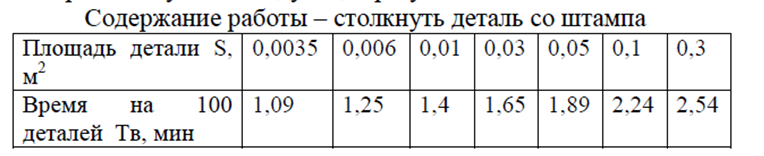 Содержание работы – столкнуть деталь со штампа
Площадь детали S, м² 0,0035 0,006 0,01 0,03 0,05 0,1 0,3
Время на 100 деталей Тв, мин 1,09 1,25 1,4 1,65 1,89 2,24 2,54